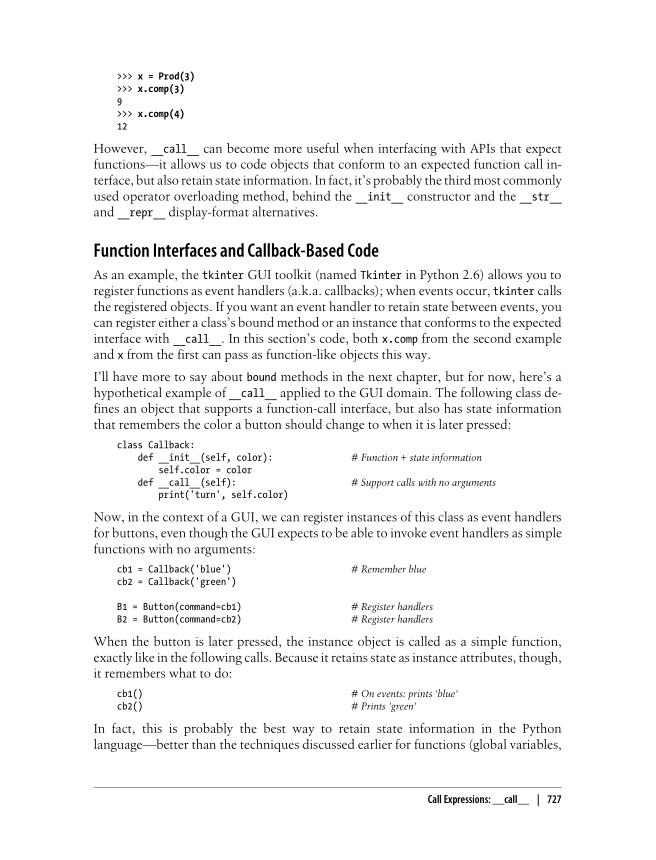 >>> x = Prod(3)
>>> x.comp(3)
9
>>> x.comp(4)
12
However, __call__ can become more useful when interfacing with APIs that expect
functions—it allows us to code objects that conform to an expected function call in-
terface, but also retain state information. In fact, it's probably the third most commonly
used operator overloading method, behind the __init__ constructor and the __str__
and __repr__ display-format alternatives.
Function Interfaces and Callback-Based Code
As an example, the tkinter GUI toolkit (named Tkinter in Python 2.6) allows you to
register functions as event handlers (a.k.a. callbacks); when events occur, tkinter calls
the registered objects. If you want an event handler to retain state between events, you
can register either a class's bound method or an instance that conforms to the expected
interface with __call__. In this section's code, both x.comp from the second example
and x from the first can pass as function-like objects this way.
I'll have more to say about bound methods in the next chapter, but for now, here's a
hypothetical example of __call__ applied to the GUI domain. The following class de-
fines an object that supports a function-call interface, but also has state information
that remembers the color a button should change to when it is later pressed:
class Callback:
def __init__(self, color): # Function + state information
self.color = color
def __call__(self): # Support calls with no arguments
print('turn', self.color)
Now, in the context of a GUI, we can register instances of this class as event handlers
for buttons, even though the GUI expects to be able to invoke event handlers as simple
functions with no arguments:
cb1 = Callback('blue') # Remember blue
cb2 = Callback('green')
B1 = Button(command=cb1) # Register handlers
B2 = Button(command=cb2) # Register handlers
When the button is later pressed, the instance object is called as a simple function,
exactly like in the following calls. Because it retains state as instance attributes, though,
it remembers what to do:
cb1() # On events: prints 'blue'
cb2() # Prints 'green'
In fact, this is probably the best way to retain state information in the Python
language—better than the techniques discussed earlier for functions (global variables,
Call Expressions: __call__ | 727